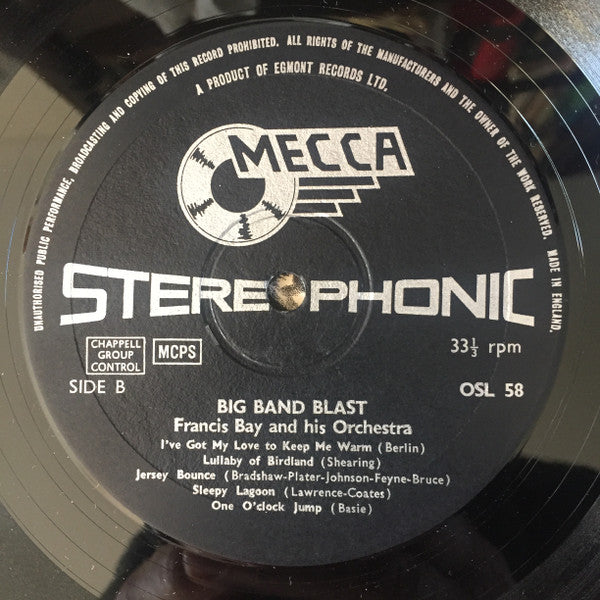 UNAUTHORISED PUBLIC PERFORMANCE, BROADCASTING AND COPYING OF THIS RECORD PROHIBITED. ALL RIGHTS OF THE MANUFACTURERS AND THE OWNER OF THE WORK RESERVED. MADE IN ENGLAND.
A PRODUCT OF EGMONT RECORDS LTD.
MECCA
STEREOPHONIC
CHAPPELL
GROUP
CONTROL
MCPS
33⅓ rpm
SIDE B
OSL 58
BIG BAND BLAST
Francis Bay and his Orchestra
I've Got My Love to Keep Me Warm (Berlin)
Lullaby of Birdland (Shearing)
Jersey Bounce (Bradshaw-Plater-Johnson-Feyne-Bruce)
Sleepy Lagoon (Lawrence-Coates)
One O'clock Jump (Basie)